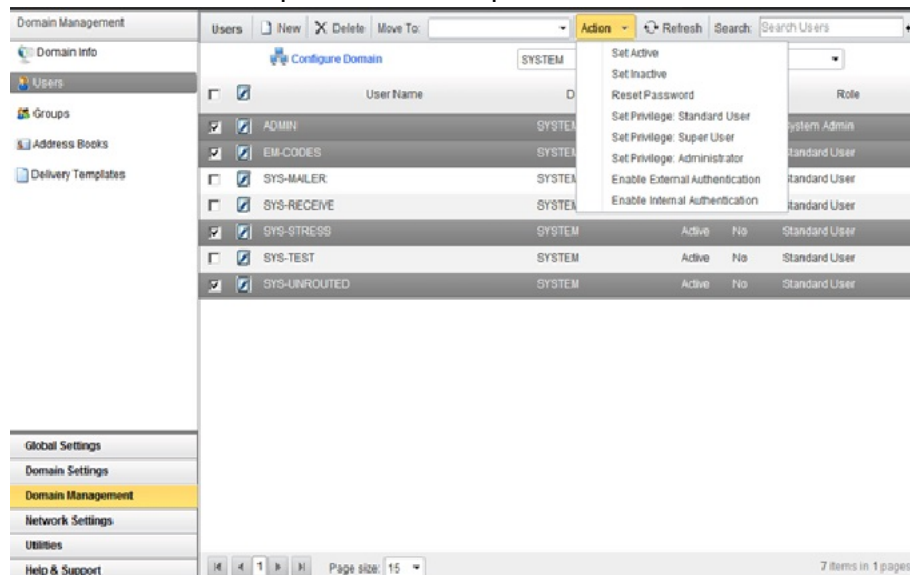 Domain Management
Users New Delete Move To: Action Refresh Search: Search Users
Domain Info
Users
Groups
Address Books
Delivery Templates
Configure Domain SYSTEM
User Name D Role
ADMIN SYSTEM System Admin
EM-CODES SYSTEM Standard User
SYS-MAILER SYSTEM Standard User
SYS-RECEIVE SYSTEM Standard User
SYS-STRESS SYSTEM Active No Standard User
SYS-TEST SYSTEM Active No Standard User
SYS-UNROUTED SYSTEM Active No Standard User
Set Active
Set Inactive
Reset Password
Set Privilege: Standard User
Set Privilege: Super User
Set Privilege: Administrator
Enable External Authentication
Enable Internal Authentication
Global Settings
Domain Settings
Domain Management
Network Settings
Utilities
Help & Support
1 Page size: 15 7 items in 1 pages